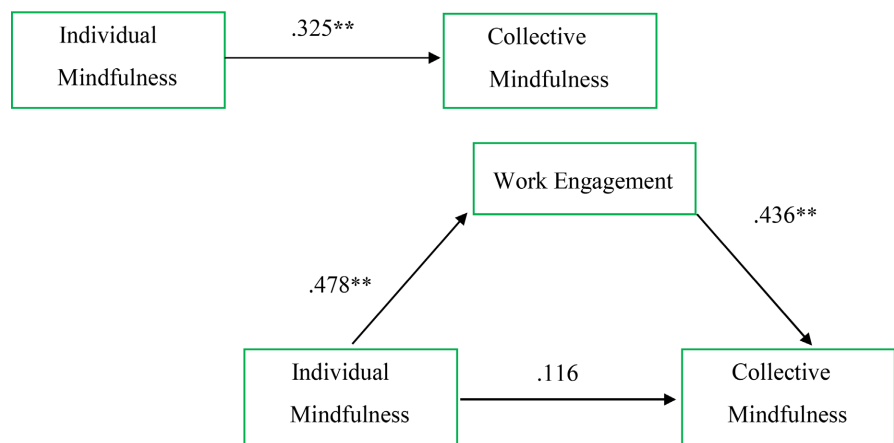 Individual
Mindfulness
.325**
Collective
Mindfulness
Work Engagement
.436**
.478**
Individual
Mindfulness
.116
Collective
Mindfulness